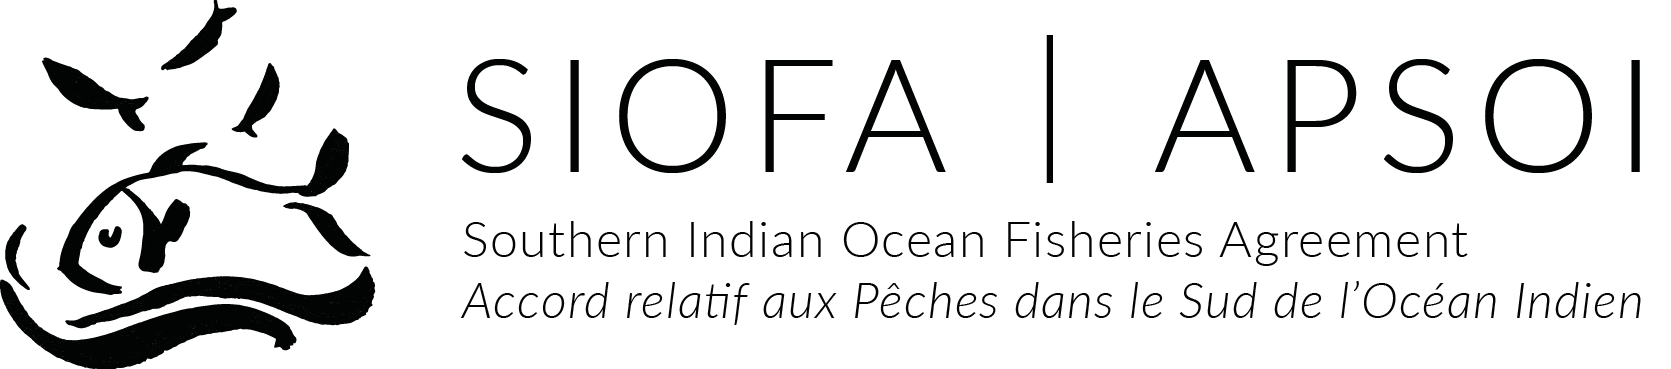 SIOFA | APSOI
Southern Indian Ocean Fisheries Agreement
Accord relatif aux Pêches dans le Sud de l’Océan Indien